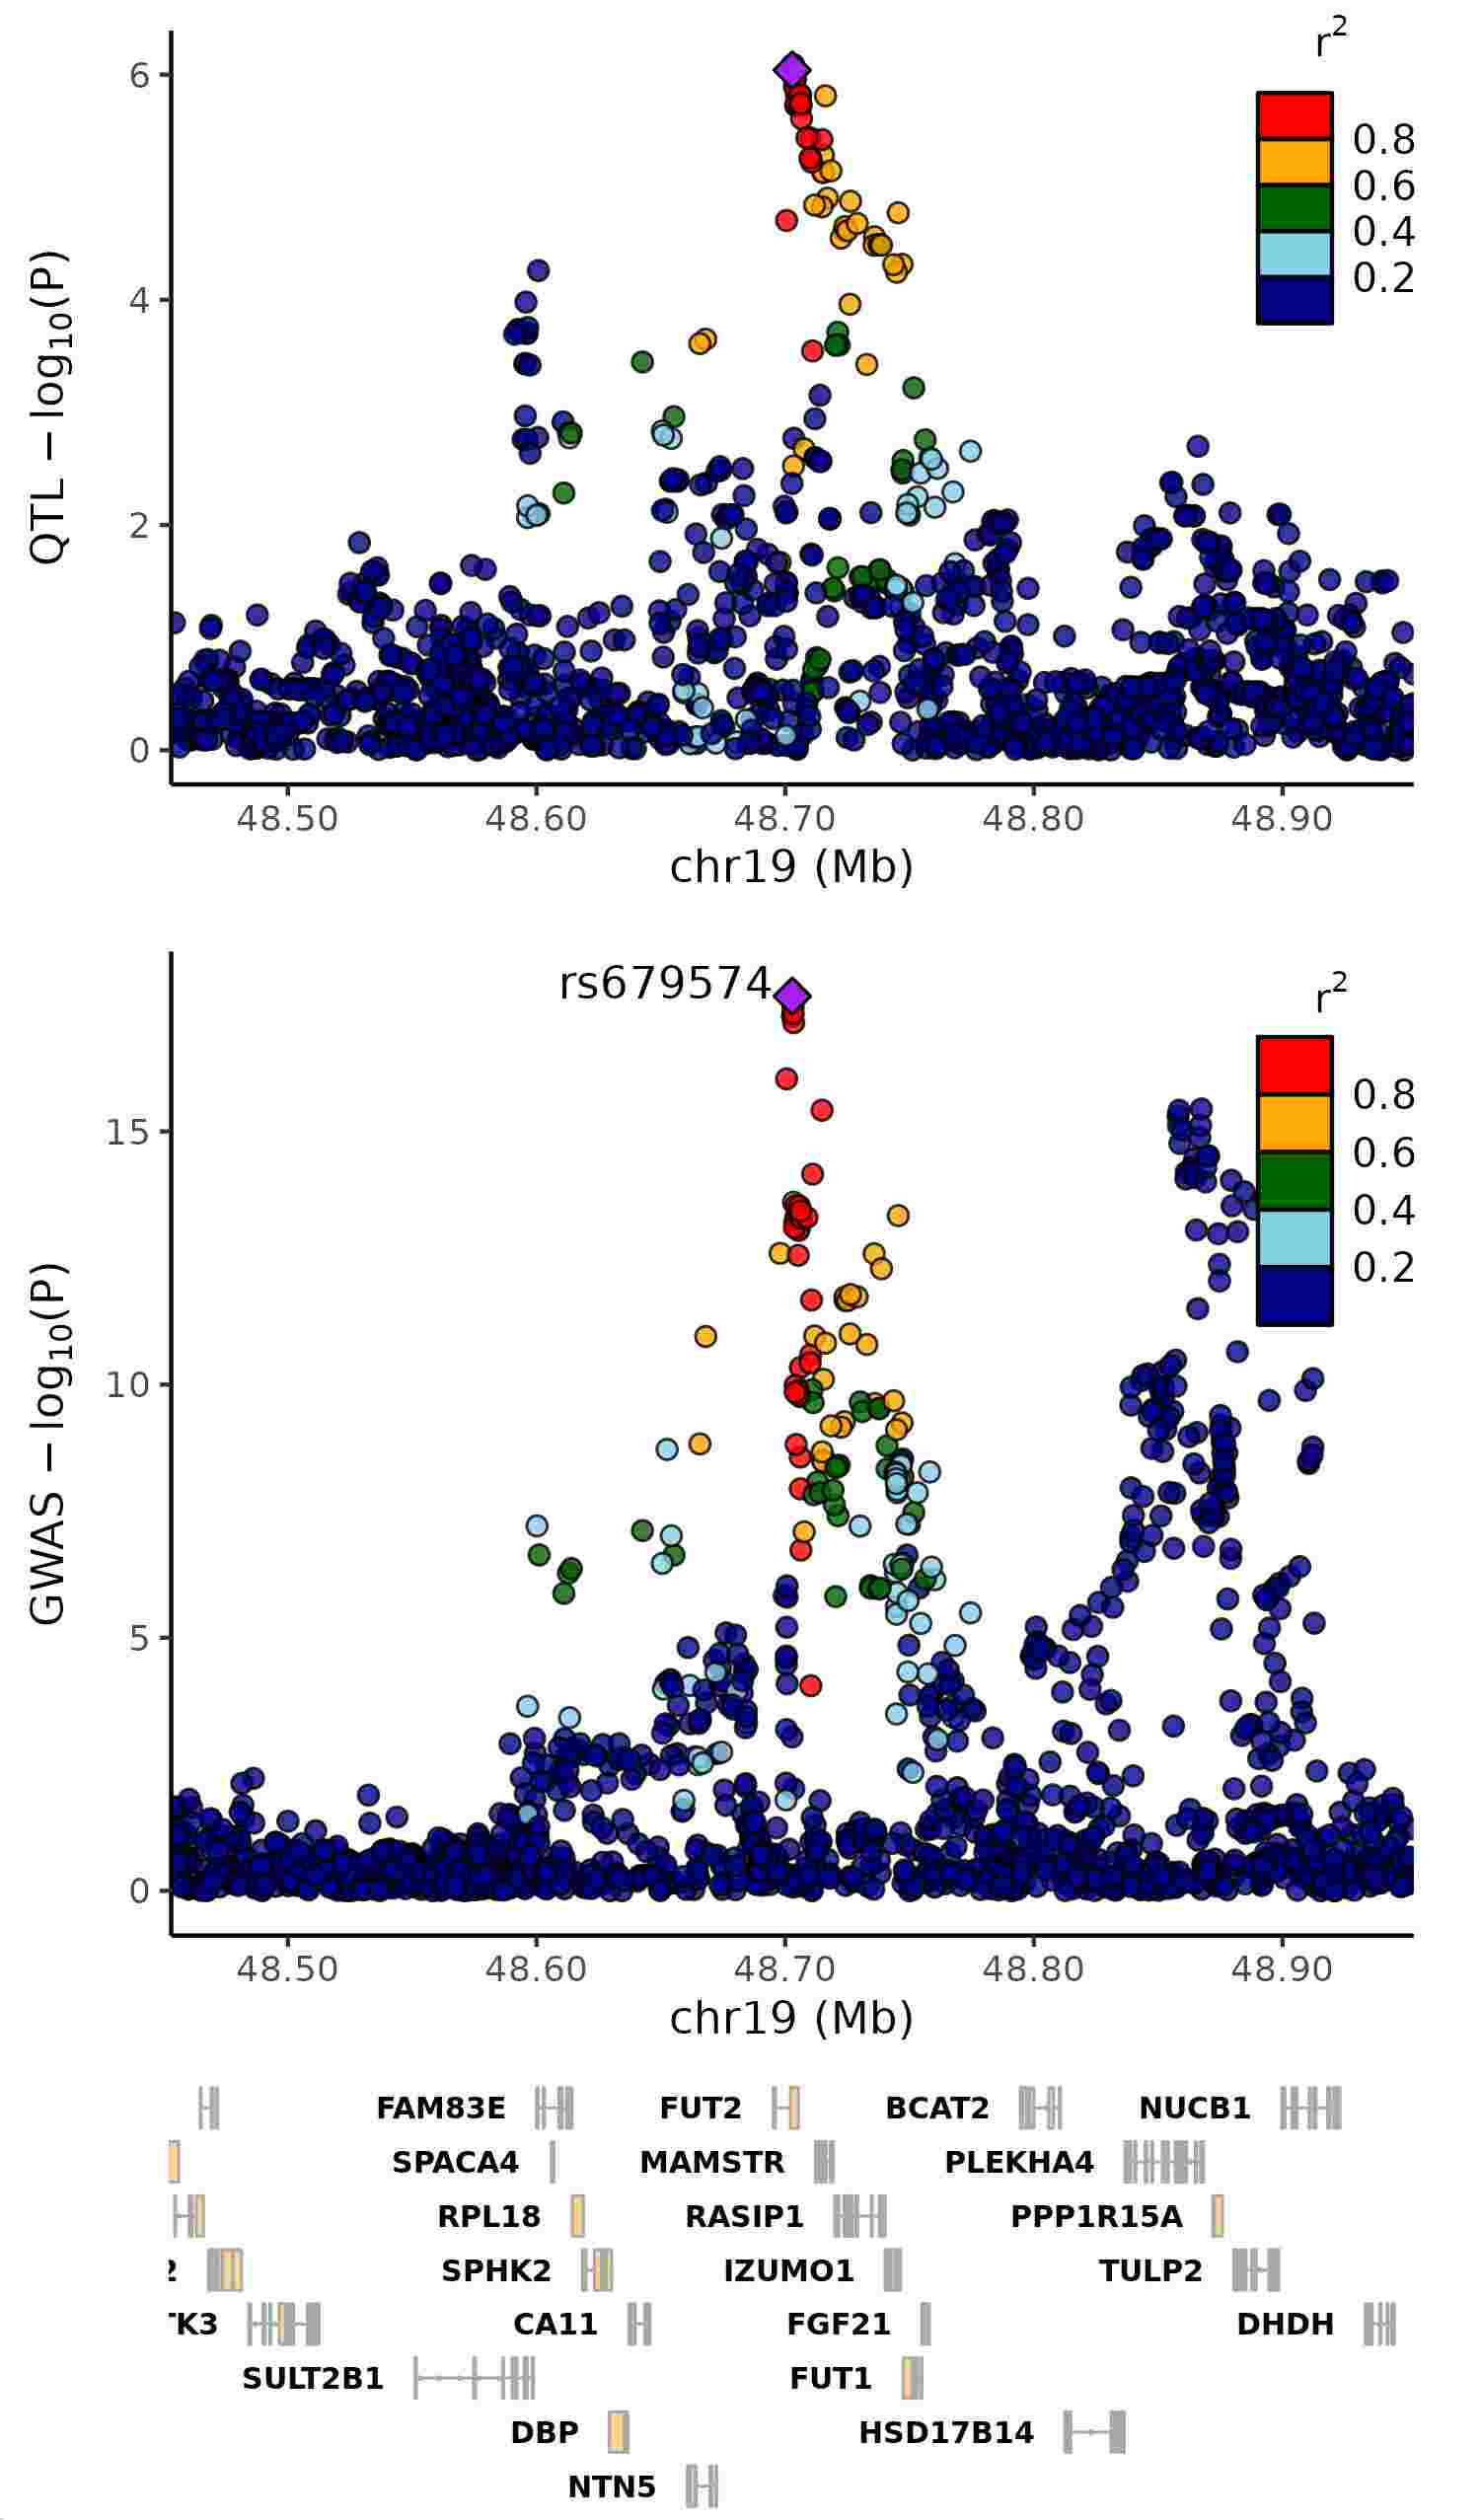 r2
6
4
2
0
QTL −log10(P)
0.8
0.6
0.4
0.2
48.50 48.60 48.70 48.80 48.90
chr19 (Mb)
rs679574
r2
15
10
5
0
GWAS −log10(P)
0.8
0.6
0.4
0.2
48.50 48.60 48.70 48.80 48.90
chr19 (Mb)
FAM83E FUT2 BCAT2 NUCB1
SPACA4 MAMSTR PLEKHA4
RPL18 RASIP1 PPP1R15A
2 SPHK2 IZUMO1 TULP2
TK3 CA11 FGF21 DHDH
SULT2B1 FUT1
DBP HSD17B14
NTN5